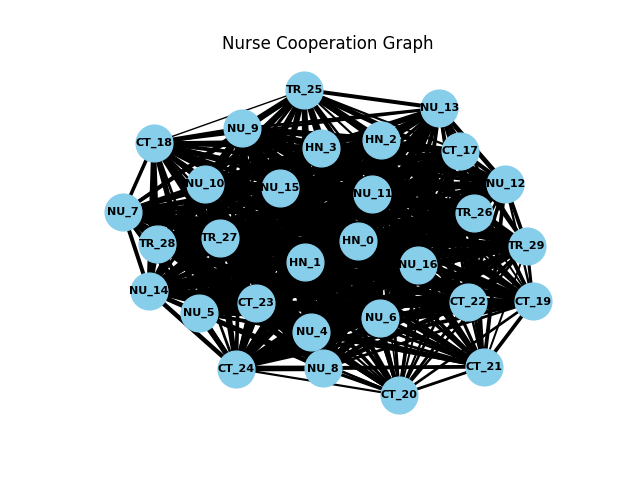 Nurse Cooperation Graph
TR_25
NU_13
NU_9
CT_18
HN_3
HN_2
CT_17
NU_10
NU_15
NU_11
NU_12
NU_7
TR_26
TR_28
TR_27
HN_0
TR_29
HN_1
NU_16
NU_14
NU_5
CT_23
CT_22
CT_19
NU_4
NU_6
CT_24
NU_8
CT_21
CT_20